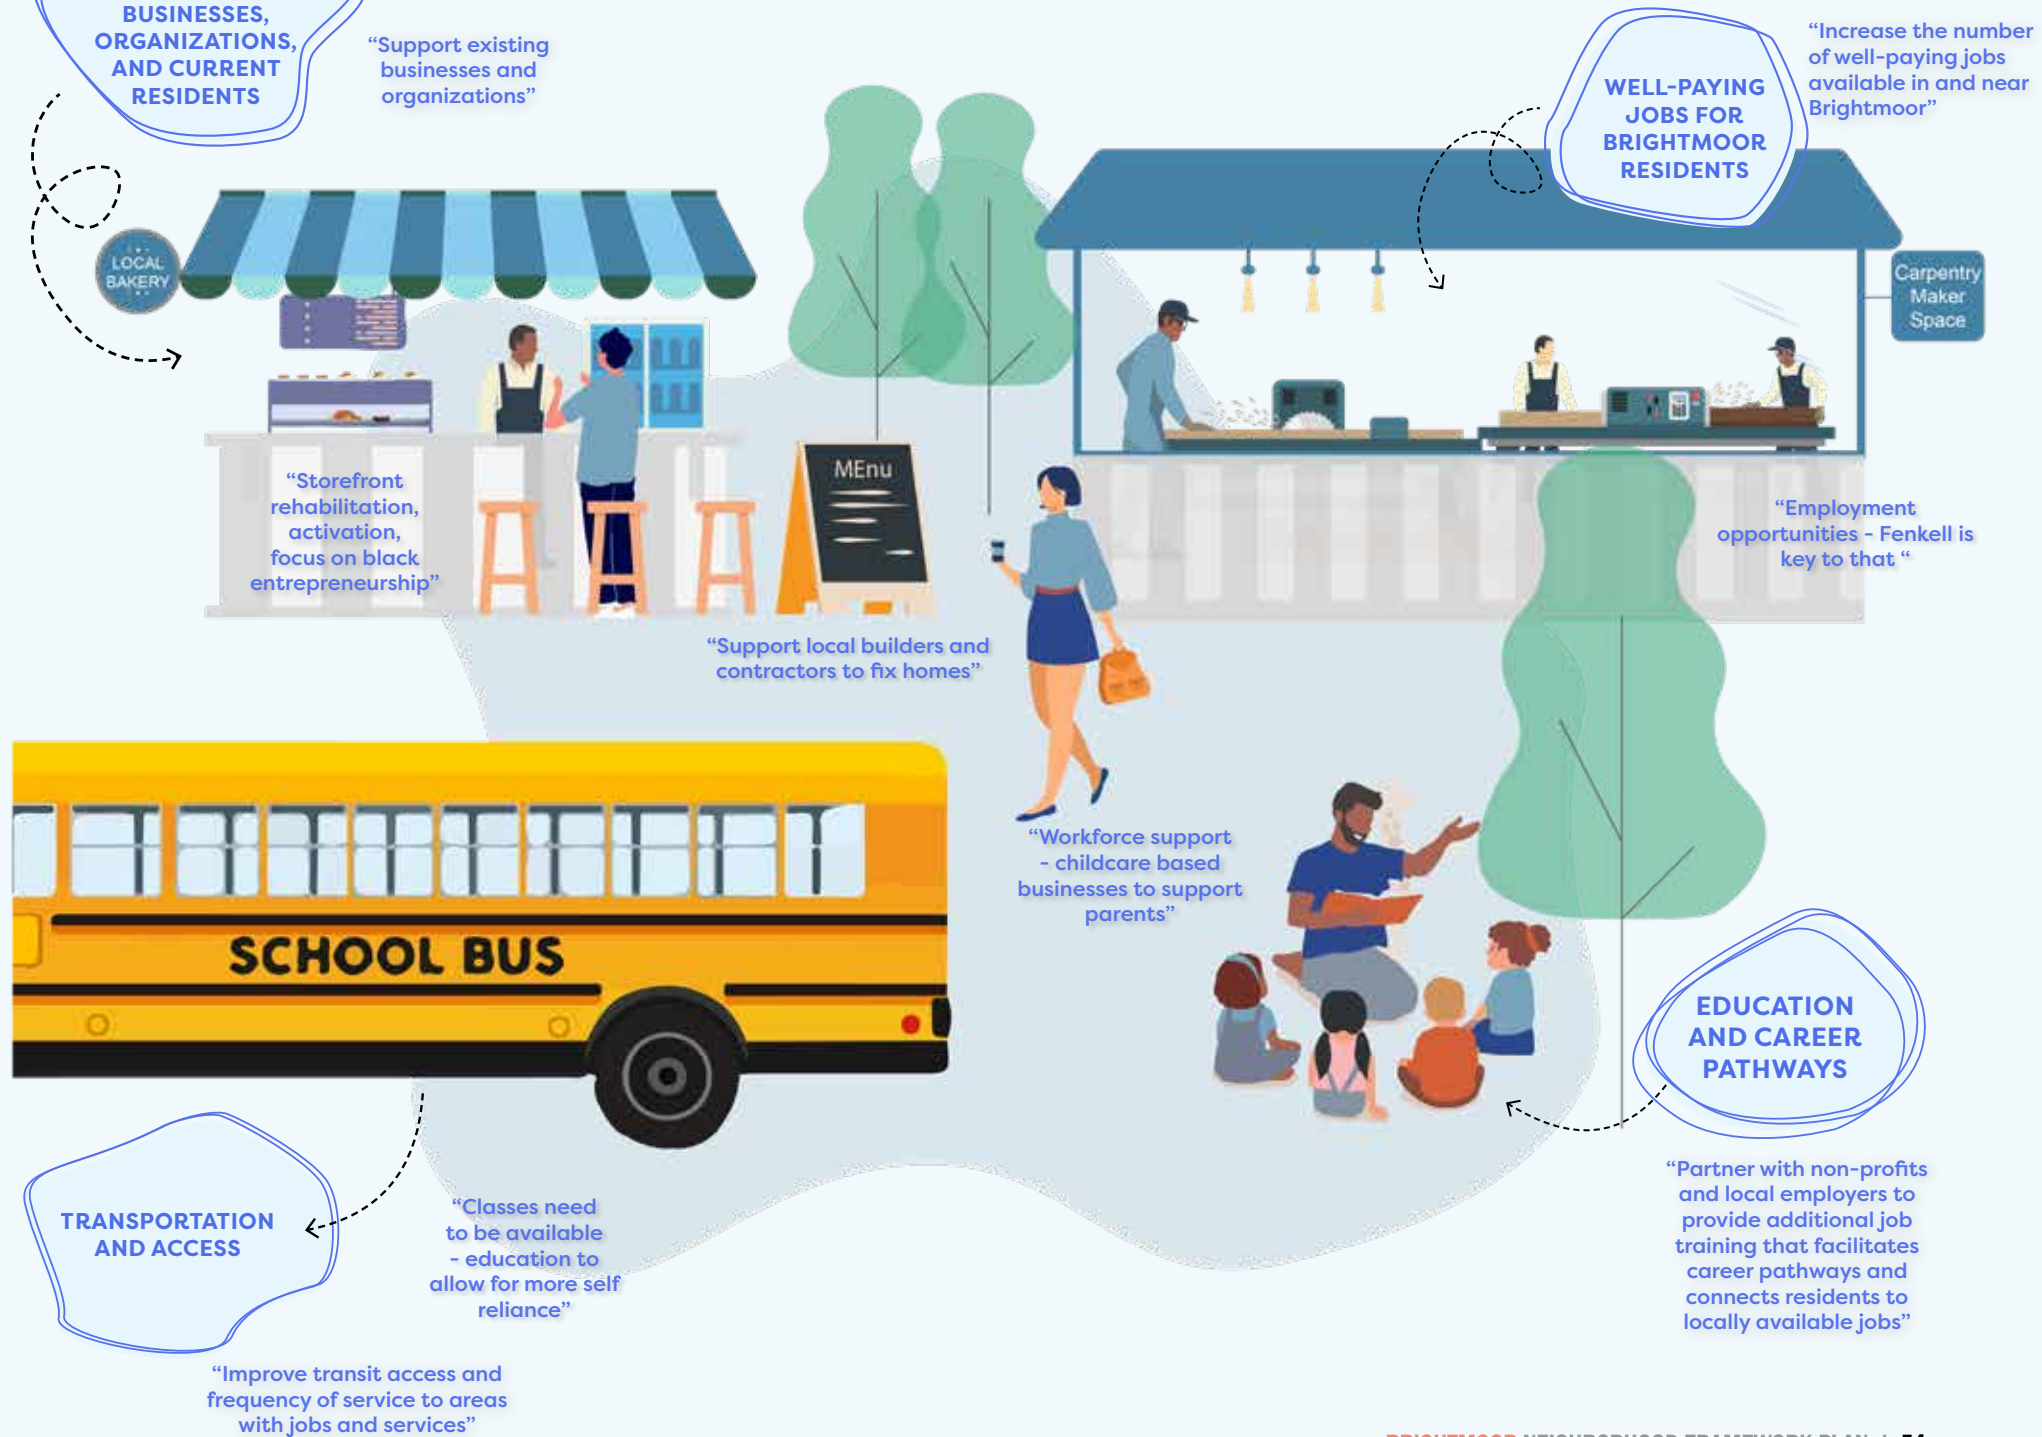 BUSINESSES,
ORGANIZATIONS,
AND CURRENT
RESIDENTS
“Support existing
businesses and
organizations”
WELL-PAYING
JOBS FOR
BRIGHTMOOR
RESIDENTS
“Increase the number
of well-paying jobs
available in and near
Brightmoor”
LOCAL
BAKERY
Carpentry
Maker
Space
MEnu
“Storefront
rehabilitation,
activation,
focus on black
entrepreneurship”
“Employment
opportunities - Fenkell is
key to that “
“Support local builders and
contractors to fix homes”
“Workforce support
- childcare based
businesses to support
parents”
SCHOOL BUS
EDUCATION
AND CAREER
PATHWAYS
“Partner with non-profits
and local employers to
provide additional job
training that facilitates
career pathways and
connects residents to
locally available jobs”
TRANSPORTATION
AND ACCESS
“Classes need
to be available
- education to
allow for more self
reliance”
“Improve transit access and
frequency of service to areas
with jobs and services”
BRIGHTMOOR NEIGHBORHOOD FRAMEWORK PLAN